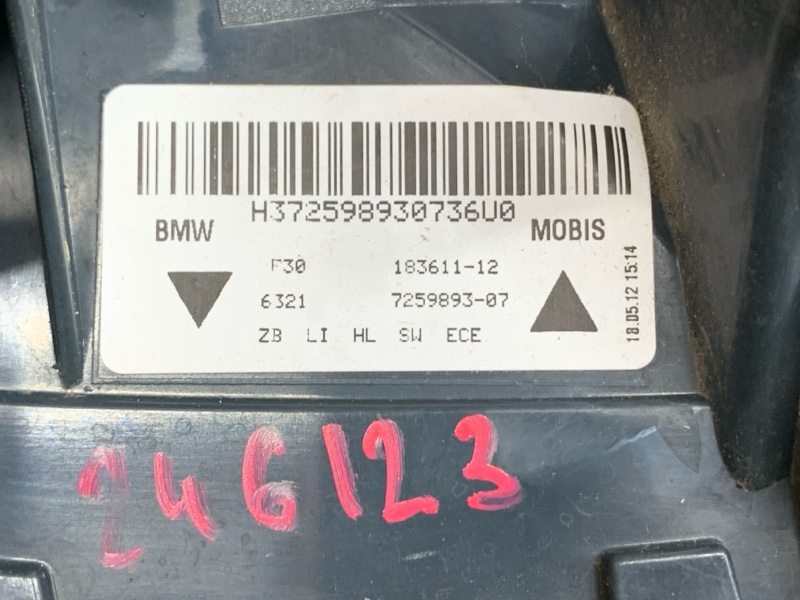 H372598930736U0
BMW MOBIS
F30 183611-12
6321 7259893-07
ZB LI HL SW ECE
18.05.12 15:14
246123